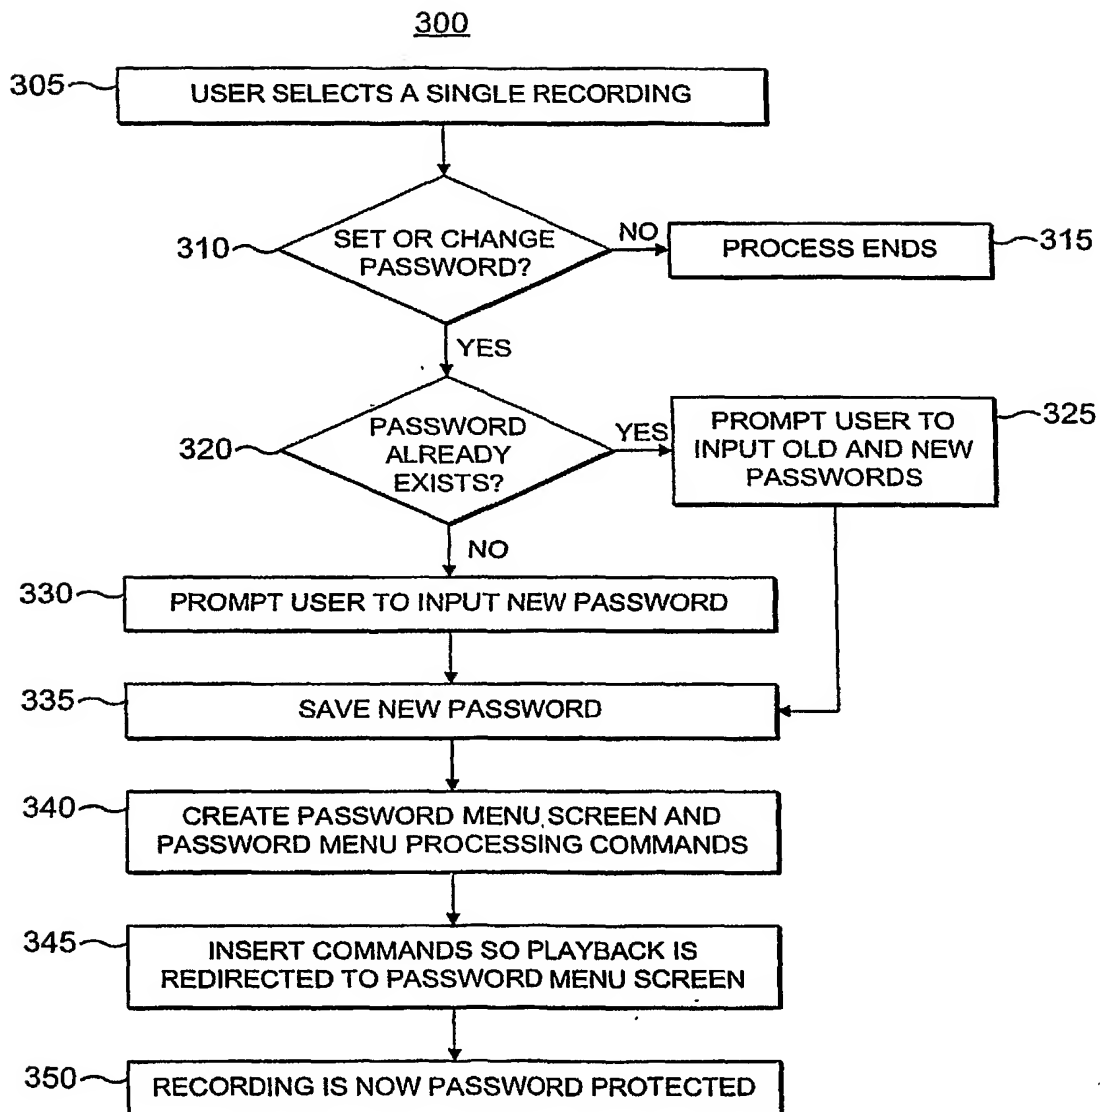 300
305
USER SELECTS A SINGLE RECORDING
310
SET OR CHANGE
PASSWORD?
NO
PROCESS ENDS
315
YES
320
PASSWORD
ALREADY
EXISTS?
YES
PROMPT USER TO
INPUT OLD AND NEW
PASSWORDS
325
NO
330
PROMPT USER TO INPUT NEW PASSWORD
335
SAVE NEW PASSWORD
340
CREATE PASSWORD MENU SCREEN AND
PASSWORD MENU PROCESSING COMMANDS
345
INSERT COMMANDS SO PLAYBACK IS
REDIRECTED TO PASSWORD MENU SCREEN
350
RECORDING IS NOW PASSWORD PROTECTED